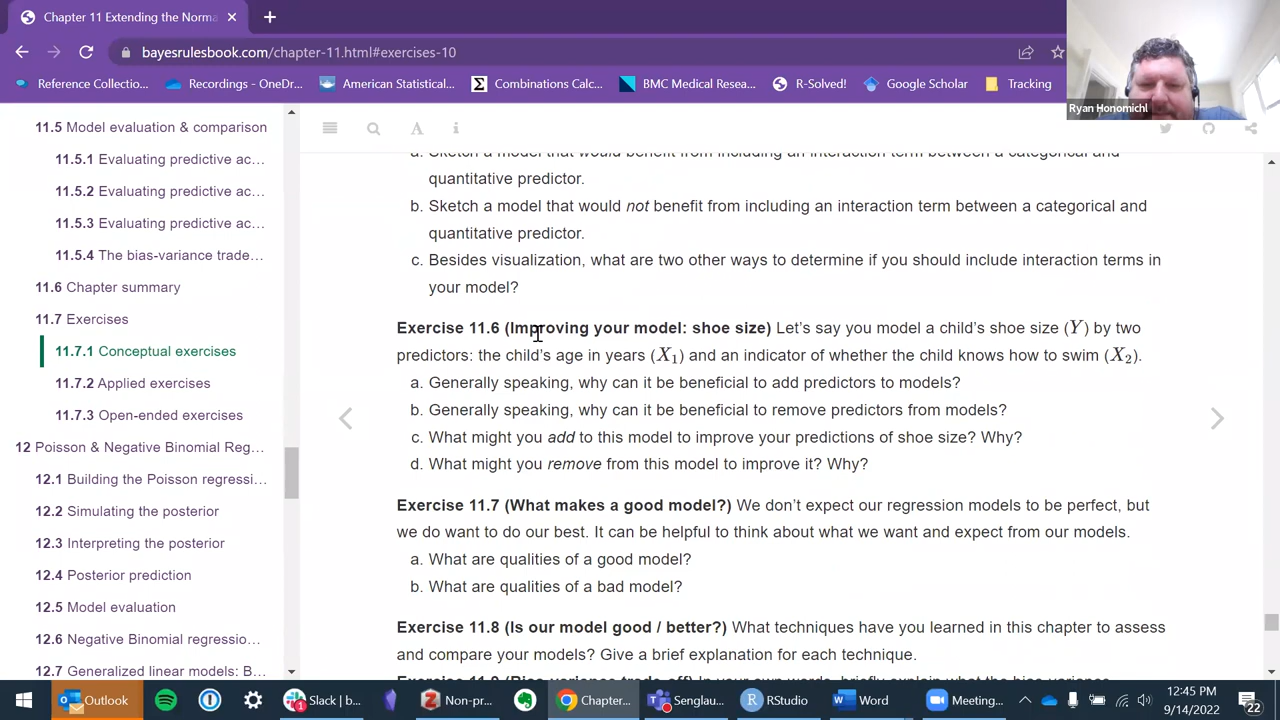 Chapter 11 Extending the Norma
bayesrulesbook.com/chapter-11.html#exercises-10
Reference Collection... Recordings - OneDr... American Statistical... Combinations Calc... BMC Medical Resea... R-Solved! Google Scholar Tracking
Ryan Honomichl
11.5 Model evaluation & comparison
11.5.1 Evaluating predictive ac...
11.5.2 Evaluating predictive ac...
11.5.3 Evaluating predictive ac...
11.5.4 The bias-variance trade...
11.6 Chapter summary
11.7 Exercises
11.7.1 Conceptual exercises
11.7.2 Applied exercises
11.7.3 Open-ended exercises
12 Poisson & Negative Binomial Reg...
12.1 Building the Poisson regressi...
12.2 Simulating the posterior
12.3 Interpreting the posterior
12.4 Posterior prediction
12.5 Model evaluation
12.6 Negative Binomial regressio...
12.7 Generalized linear models: B...
a. Sketch a model that would benefit from including an interaction term between a categorical and
quantitative predictor.
b. Sketch a model that would not benefit from including an interaction term between a categorical and
quantitative predictor.
c. Besides visualization, what are two other ways to determine if you should include interaction terms in
your model?
Exercise 11.6 (Improving your model: shoe size) Let's say you model a child's shoe size (Y) by two
predictors: the child's age in years (X₁) and an indicator of whether the child knows how to swim (X₂).
a. Generally speaking, why can it be beneficial to add predictors to models?
b. Generally speaking, why can it be beneficial to remove predictors from models?
c. What might you add to this model to improve your predictions of shoe size? Why?
d. What might you remove from this model to improve it? Why?
Exercise 11.7 (What makes a good model?) We don't expect our regression models to be perfect, but
we do want to do our best. It can be helpful to think about what we want and expect from our models.
a. What are qualities of a good model?
b. What are qualities of a bad model?
Exercise 11.8 (Is our model good / better?) What techniques have you learned in this chapter to assess
and compare your models? Give a brief explanation for each technique.
Outlook Slack | b... Non-pr... Chapter... Senglau... RStudio Word Meeting...
12:45 PM
9/14/2022
22